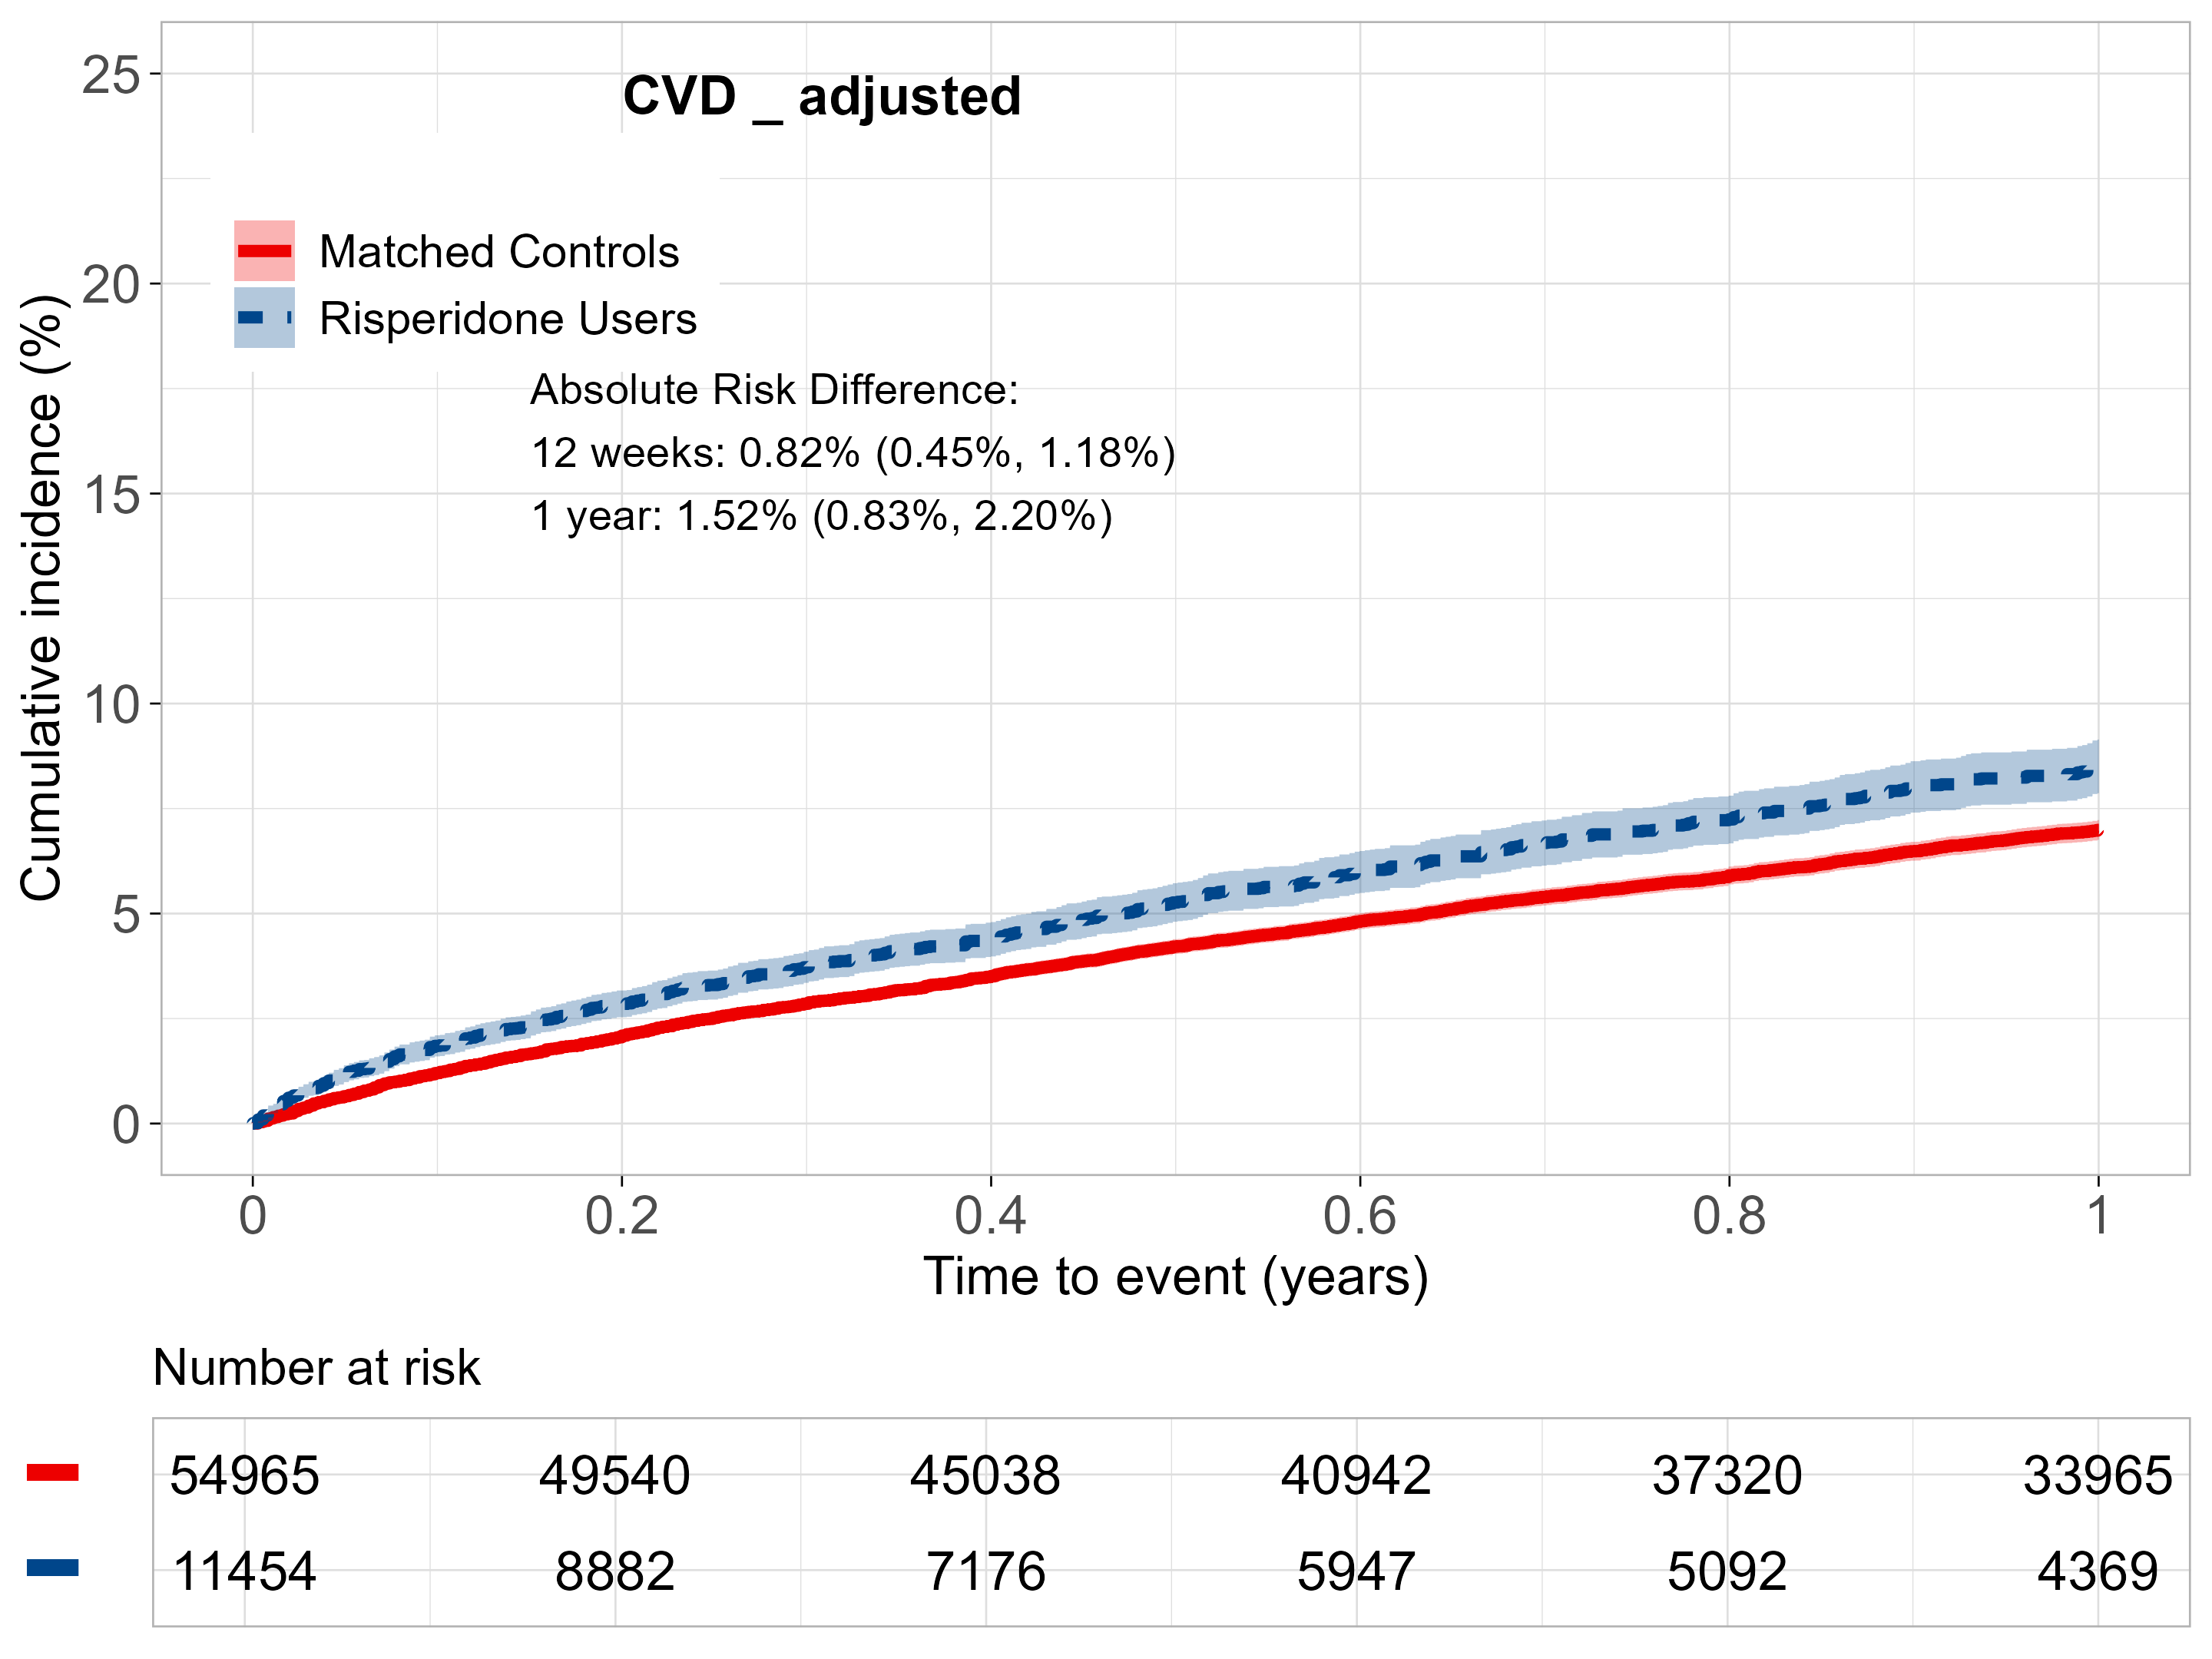 CVD _ adjusted
Matched Controls
Risperidone Users
Absolute Risk Difference:
12 weeks: 0.82% (0.45%, 1.18%)
1 year: 1.52% (0.83%, 2.20%)
Cumulative incidence (%)
25
20
15
10
5
0
0 0.2 0.4 0.6 0.8 1
Time to event (years)
Number at risk
54965 49540 45038 40942 37320 33965
11454 8882 7176 5947 5092 4369